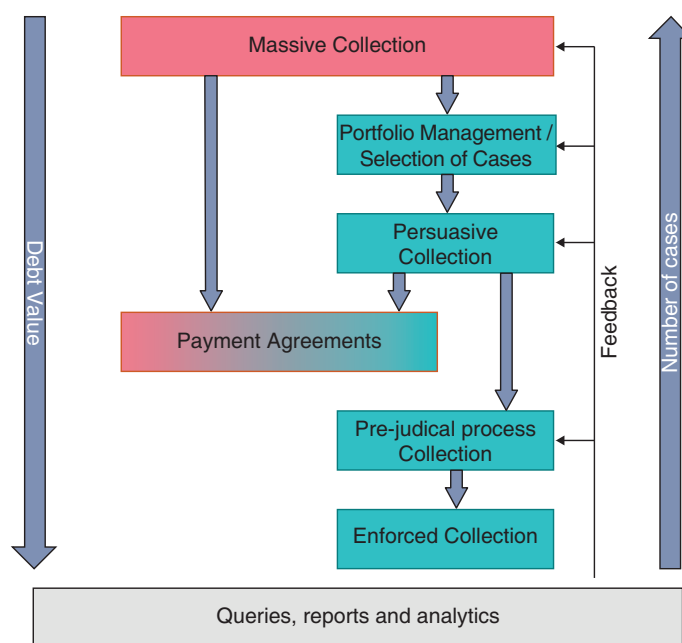 Massive Collection
Portfolio Management /
Selection of Cases
Persuasive
Collection
Payment Agreements
Pre-judical process
Collection
Enforced Collection
Queries, reports and analytics
Debt Value
Feedback
Number of cases